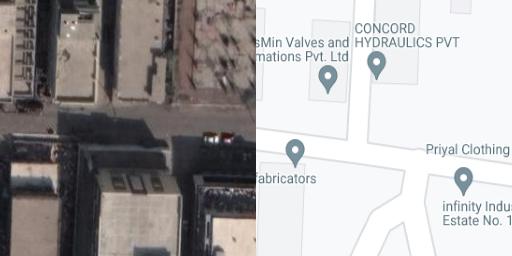 CONCORD
HYDRAULICS PVT
sMin Valves and
mations Pvt. Ltd
Priyal Clothing
fabricators
infinity Indus
Estate No. 1